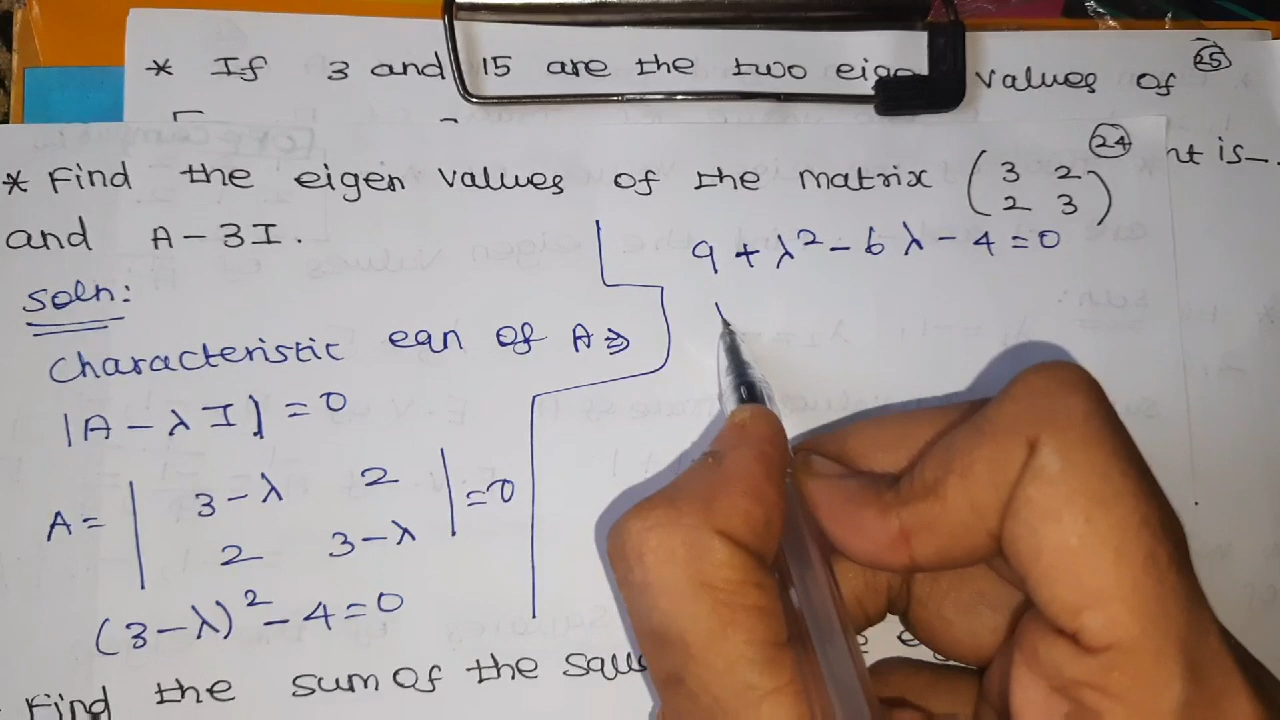 * If 3 and 15 are the two eigen values of 25
* Find the eigen values of the matrix (3 2 24 nt is-.
2 3)
and A-3I.
Soln:
Characteristic eqn of A ⇒
|A-λI|=0
A= | 3-λ 2
2 3-λ | =0
(3-λ)²-4=0
9+λ²-6λ-4=0
Find the sum of the squ